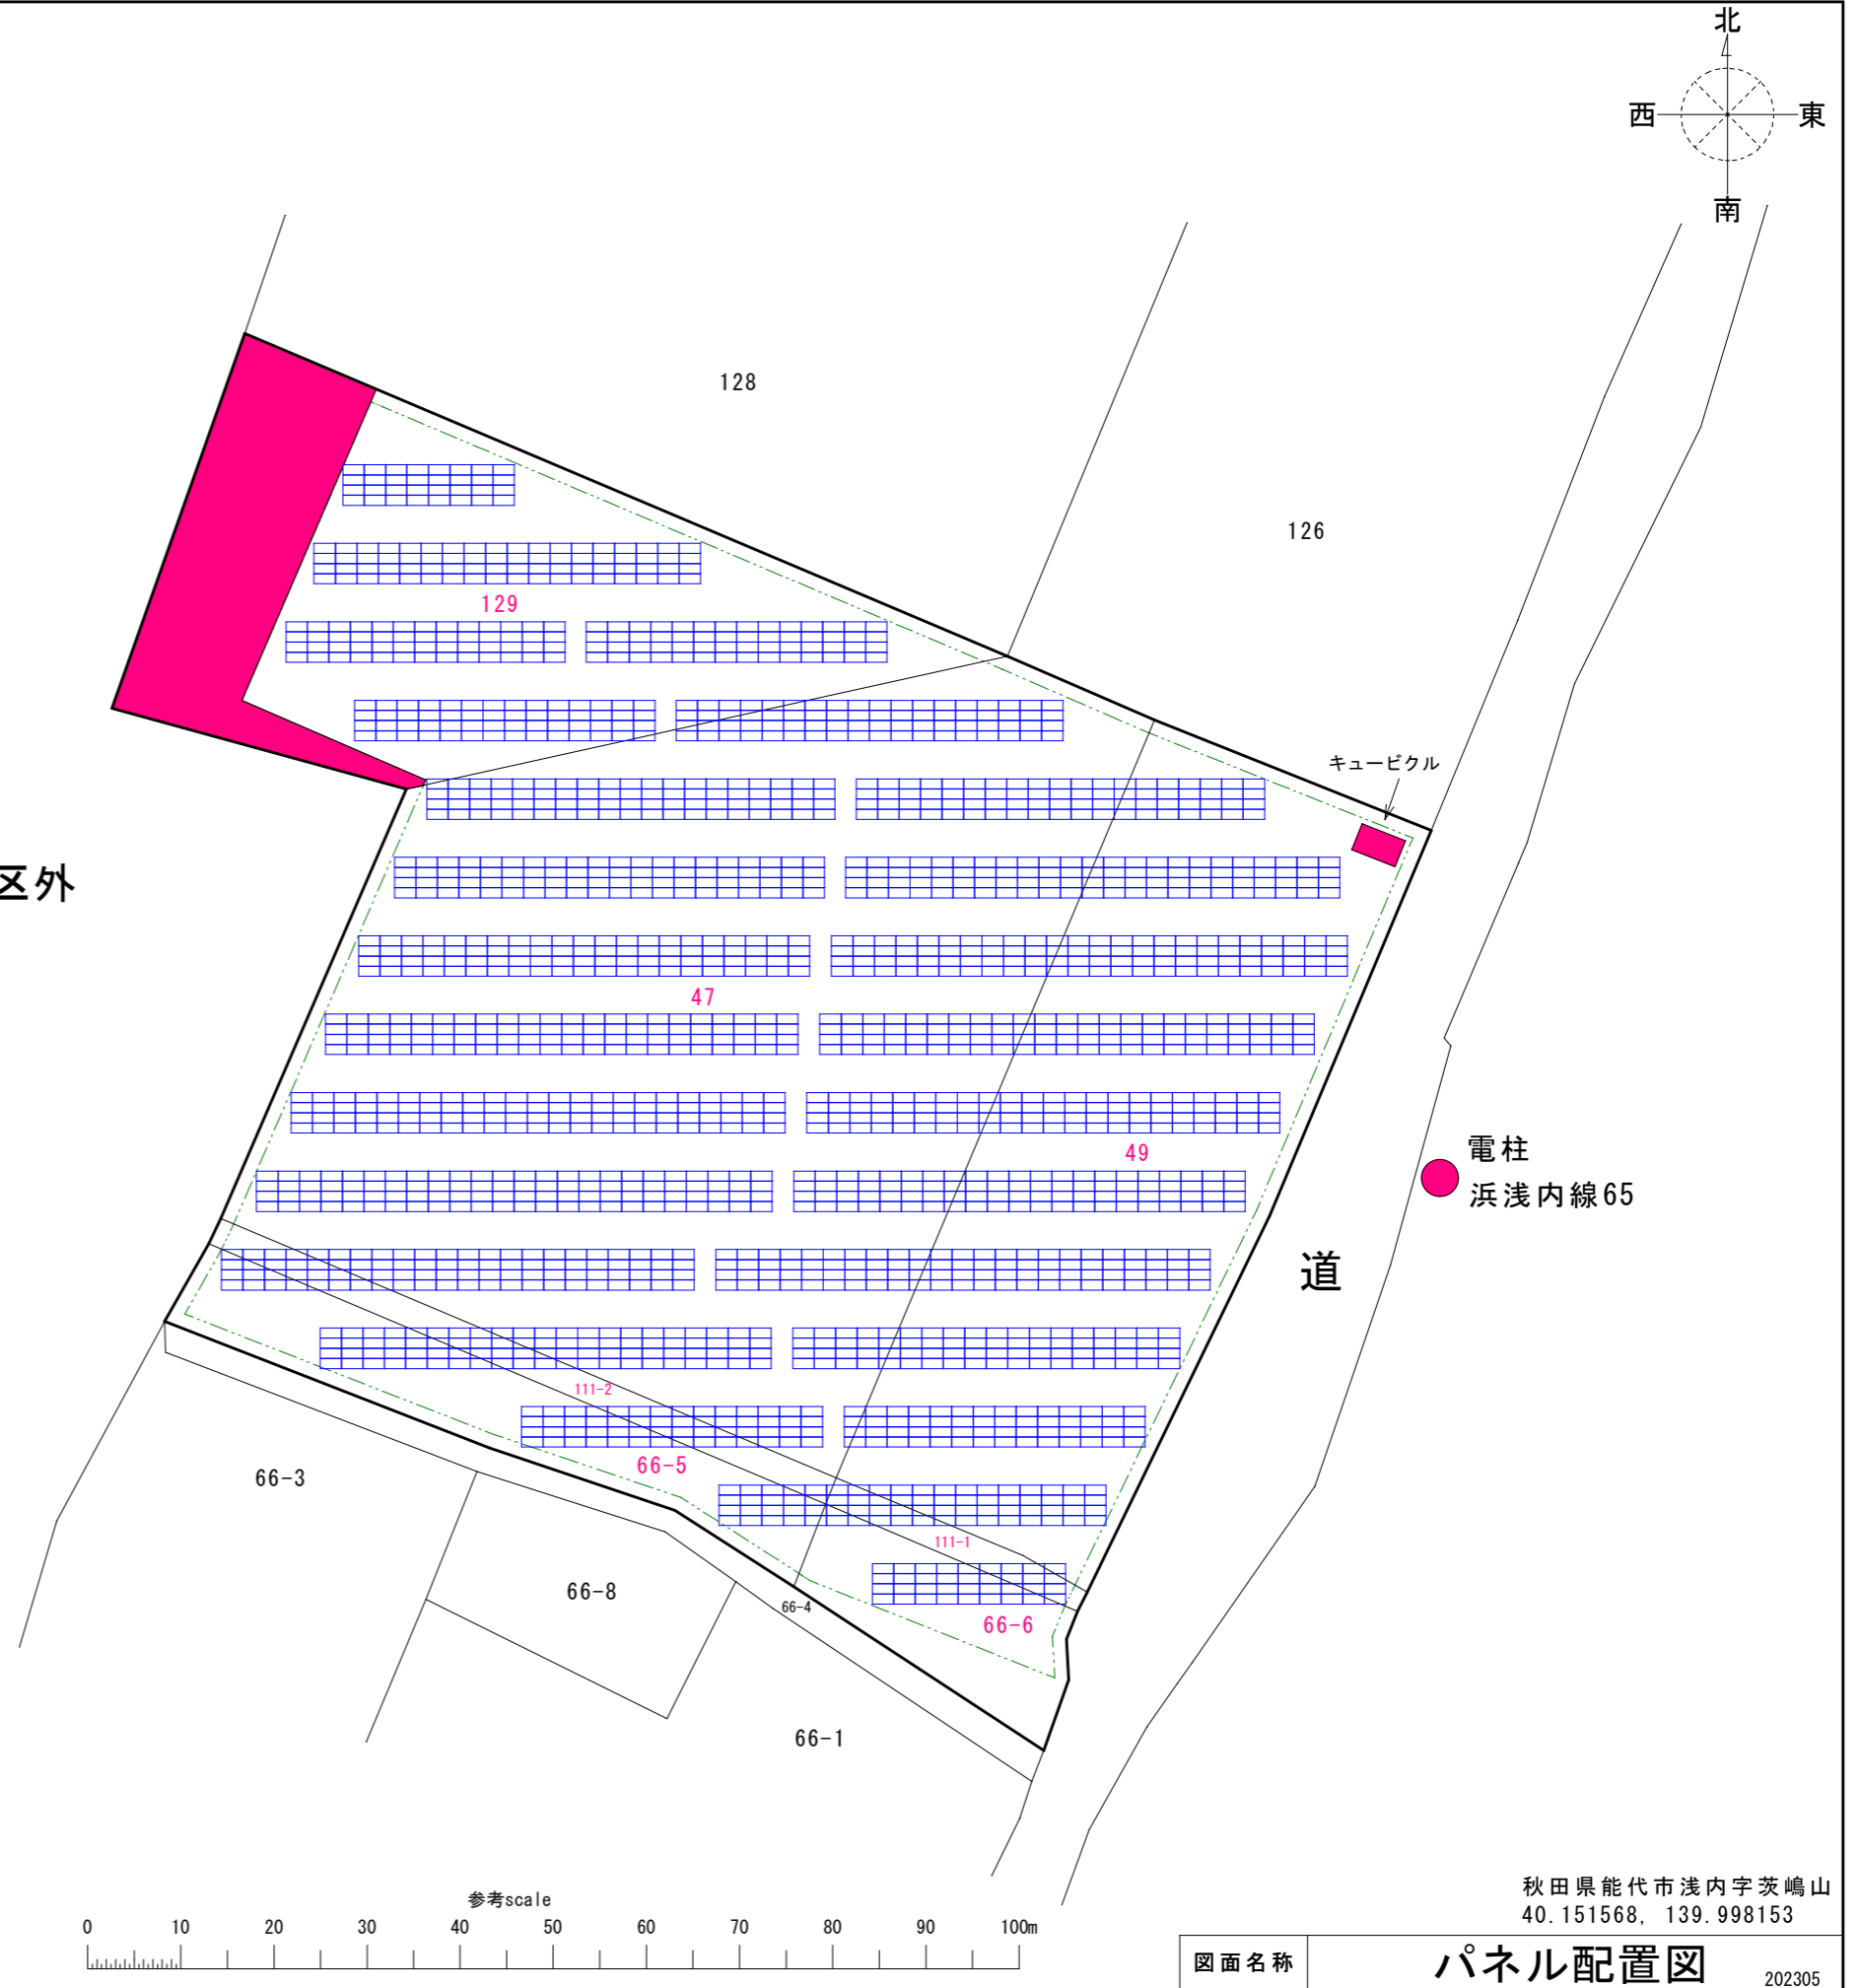 北
西
東
南
128
126
129
キュービクル
区外
47
49
電柱
浜浅内線65
道
111-2
66-5
66-3
111-1
66-8
66-4
66-6
66-1
秋田県能代市浅内字茨嶋山
40.151568, 139.998153
参考scale
0 10 20 30 40 50 60 70 80 90 100m
図面名称
パネル配置図
202305